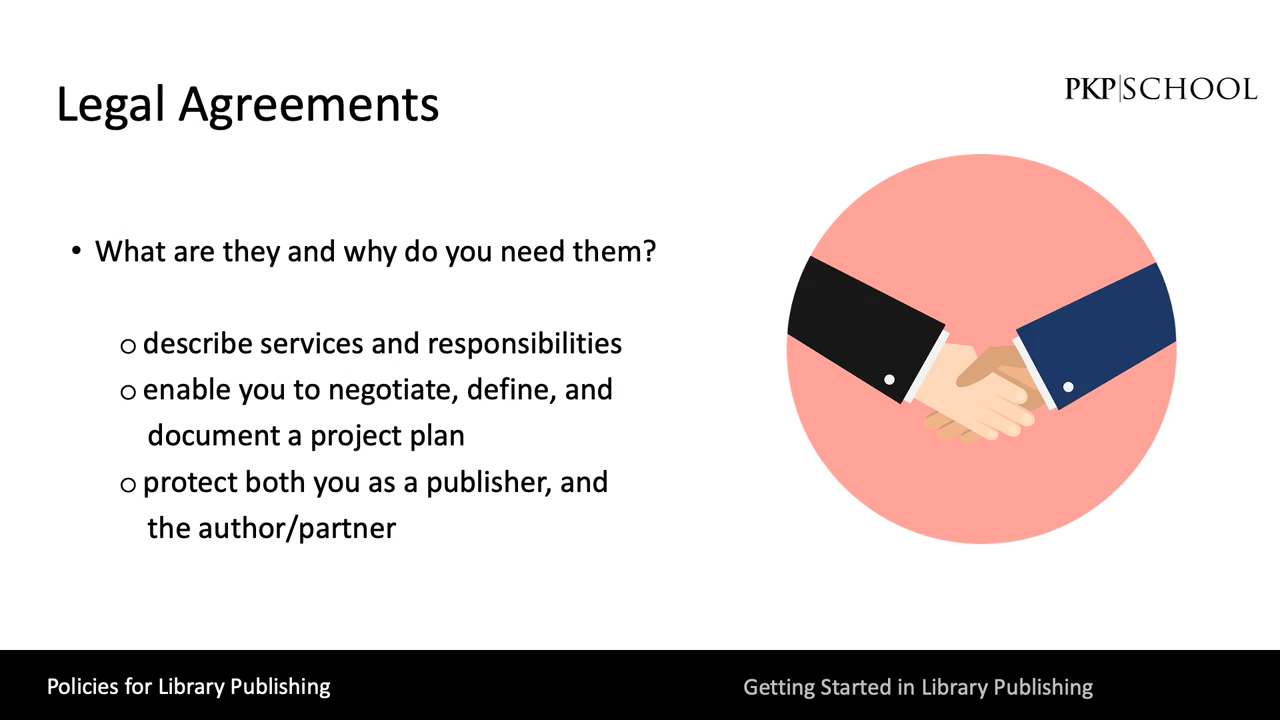 Legal Agreements
PKP|SCHOOL
• What are they and why do you need them?
o describe services and responsibilities
o enable you to negotiate, define, and
document a project plan
o protect both you as a publisher, and
the author/partner
Policies for Library Publishing
Getting Started in Library Publishing